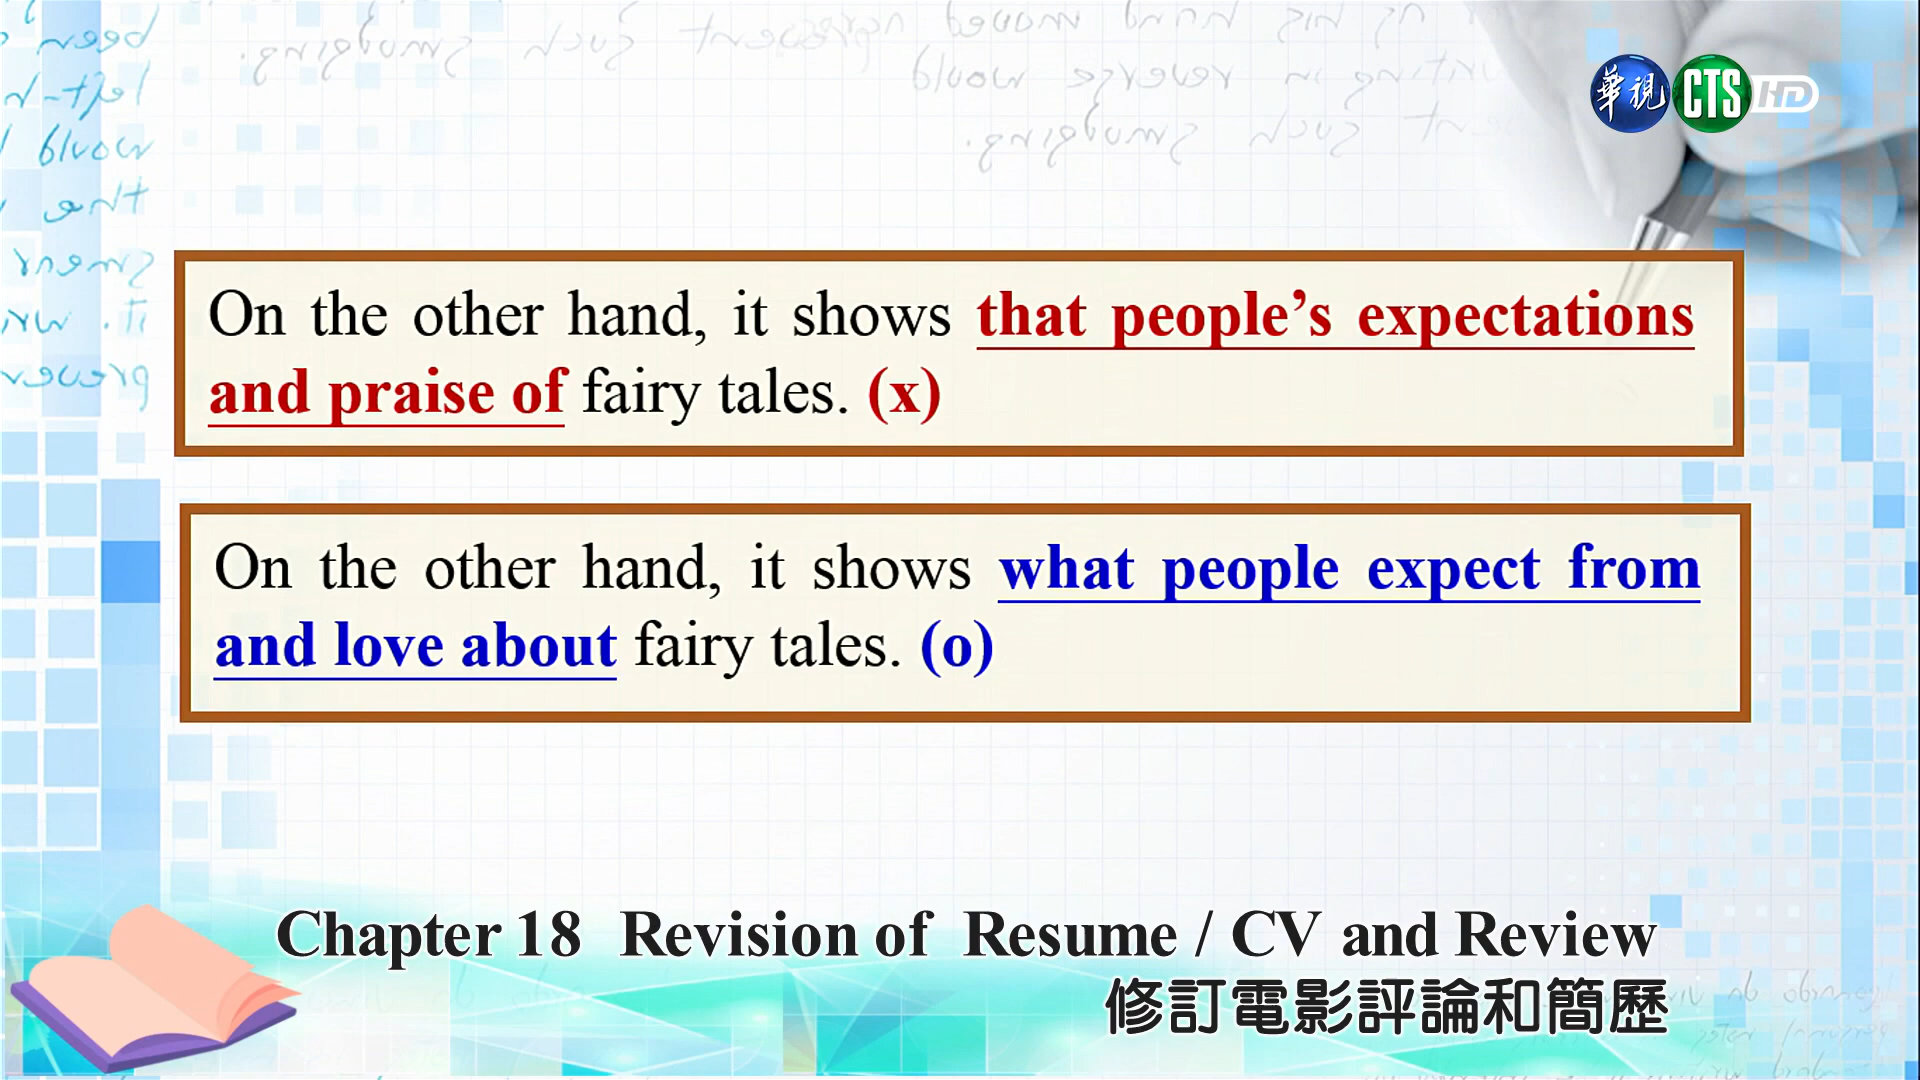 華視 CTS HD
On the other hand, it shows that people’s expectations
and praise of fairy tales. (x)
On the other hand, it shows what people expect from
and love about fairy tales. (o)
Chapter 18 Revision of Resume / CV and Review
修訂電影評論和簡歷